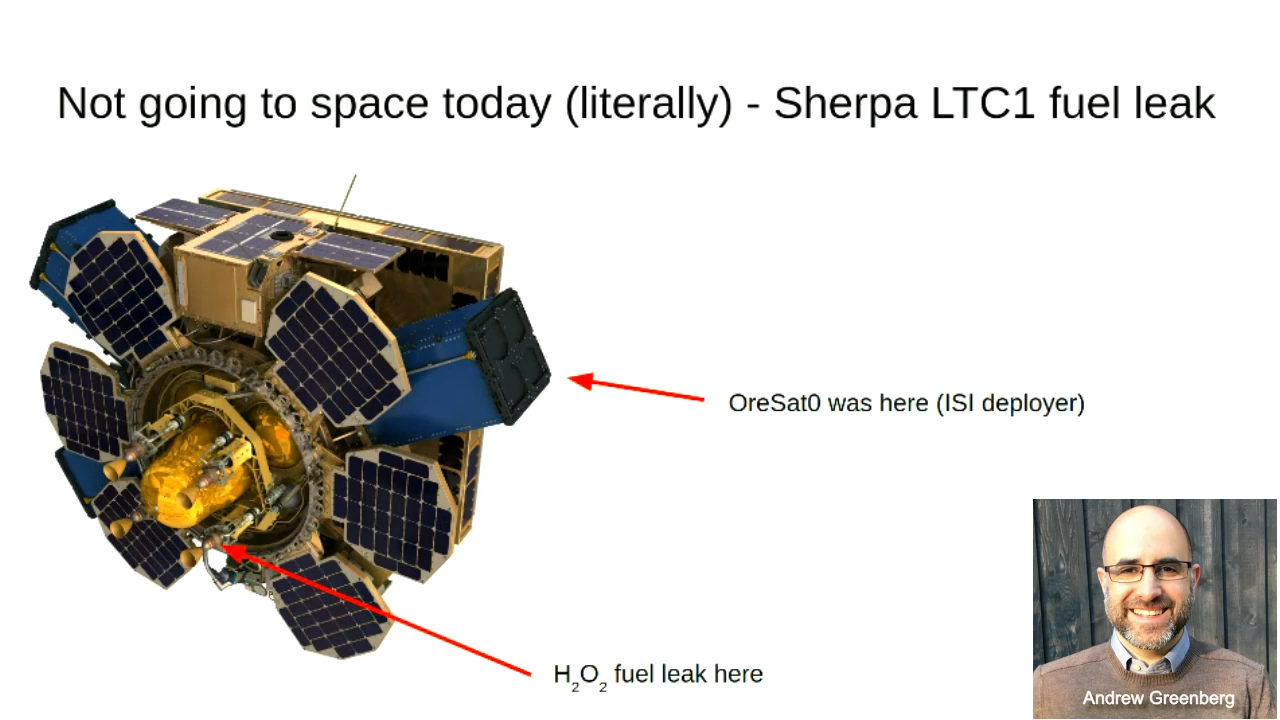 Not going to space today (literally) - Sherpa LTC1 fuel leak
OreSat0 was here (ISI deployer)
H₂O₂ fuel leak here
Andrew Greenberg